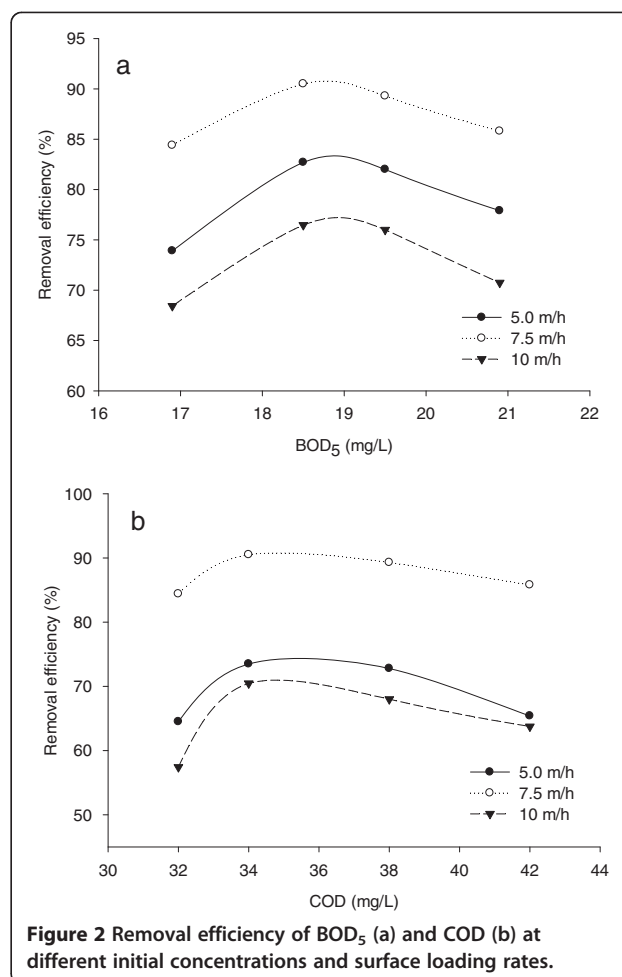 95
a
90
85
80
75
70
65
60
Removal efficiency (%)
5.0 m/h
7.5 m/h
10 m/h
16 17 18 19 20 21 22
BOD₅ (mg/L)
100
b
90
80
70
60
50
Removal efficiency (%)
5.0 m/h
7.5 m/h
10 m/h
30 32 34 36 38 40 42 44
COD (mg/L)
Figure 2 Removal efficiency of BOD₅ (a) and COD (b) at
different initial concentrations and surface loading rates.